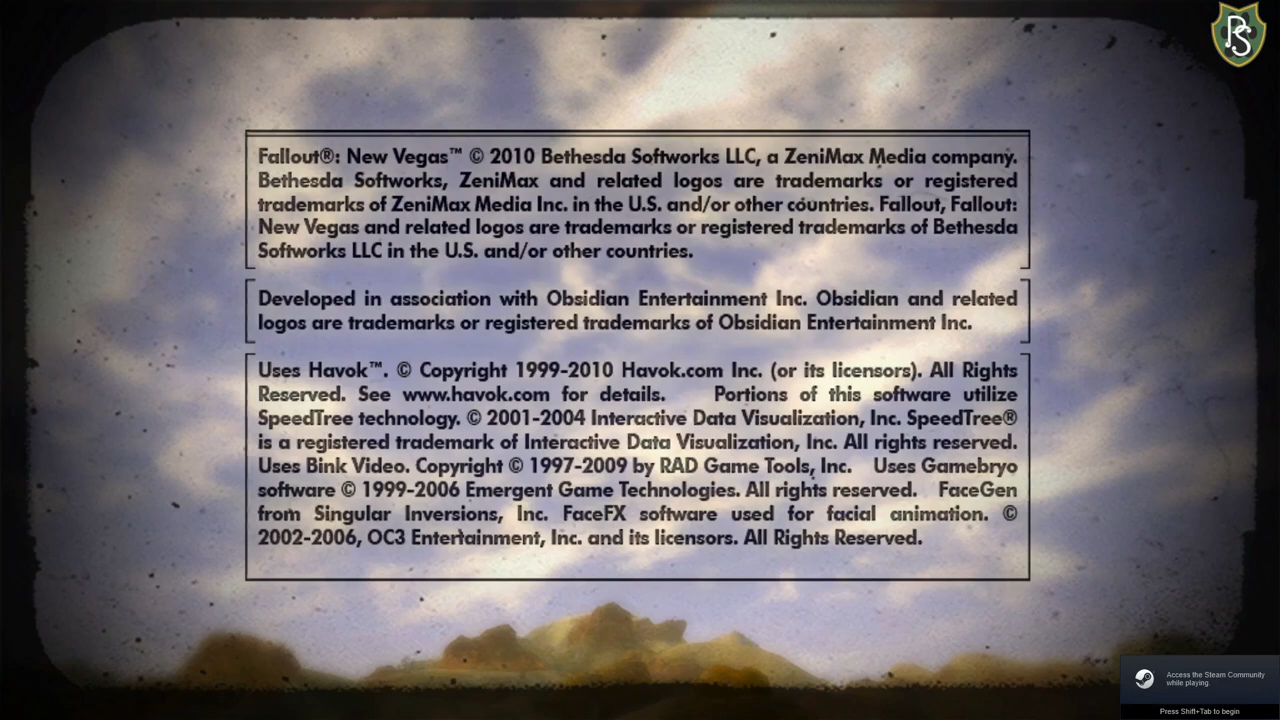 PS
Fallout®: New Vegas™ © 2010 Bethesda Softworks LLC, a ZeniMax Media company.
Bethesda Softworks, ZeniMax and related logos are trademarks or registered
trademarks of ZeniMax Media Inc. in the U.S. and/or other countries. Fallout, Fallout:
New Vegas and related logos are trademarks or registered trademarks of Bethesda
Softworks LLC in the U.S. and/or other countries.
Developed in association with Obsidian Entertainment Inc. Obsidian and related
logos are trademarks or registered trademarks of Obsidian Entertainment Inc.
Uses Havok™. © Copyright 1999-2010 Havok.com Inc. (or its licensors). All Rights
Reserved. See www.havok.com for details. Portions of this software utilize
SpeedTree technology. © 2001-2004 Interactive Data Visualization, Inc. SpeedTree®
is a registered trademark of Interactive Data Visualization, Inc. All rights reserved.
Uses Bink Video. Copyright © 1997-2009 by RAD Game Tools, Inc. Uses Gamebryo
software © 1999-2006 Emergent Game Technologies. All rights reserved. FaceGen
from Singular Inversions, Inc. FaceFX software used for facial animation. ©
2002-2006, OC3 Entertainment, Inc. and its licensors. All Rights Reserved.
Access the Steam Community
while playing.
Press Shift+Tab to begin